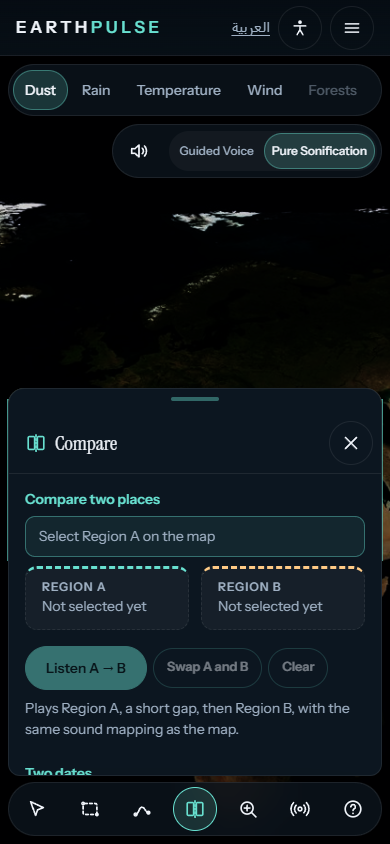 EARTHPULSE
العربية
Dust Rain Temperature Wind Forests
Guided Voice Pure Sonification
Compare
Compare two places
Select Region A on the map
REGION A
Not selected yet
REGION B
Not selected yet
Listen A → B Swap A and B Clear
Plays Region A, a short gap, then Region B, with the
same sound mapping as the map.
Two dates